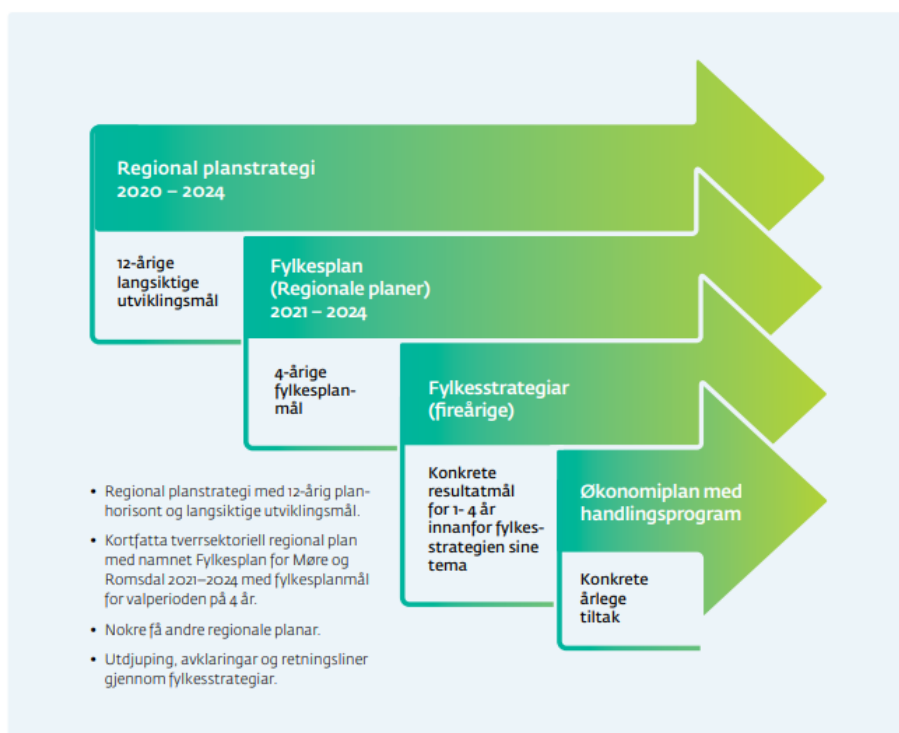 Regional planstrategi
2020 – 2024
12-årige
langsiktige
utviklingsmål
Fylkesplan
(Regionale planer)
2021 – 2024
4-årige
fylkesplan-
mål
Fylkesstrategiar
(fireårige)
Konkrete
resultatmål
for 1- 4 år
innanfor fylkes-
strategien sine
tema
Økonomiplan med
handlingsprogram
Konkrete
årlege
tiltak
• Regional planstrategi med 12-årig plan-
horisont og langsiktige utviklingsmål.
• Kortfatta tverrsektoriell regional plan
med namnet Fylkesplan for Møre og
Romsdal 2021–2024 med fylkesplanmål
for valperioden på 4 år.
• Nokre få andre regionale planar.
• Utdjuping, avklaringar og retningsliner
gjennom fylkesstrategiar.